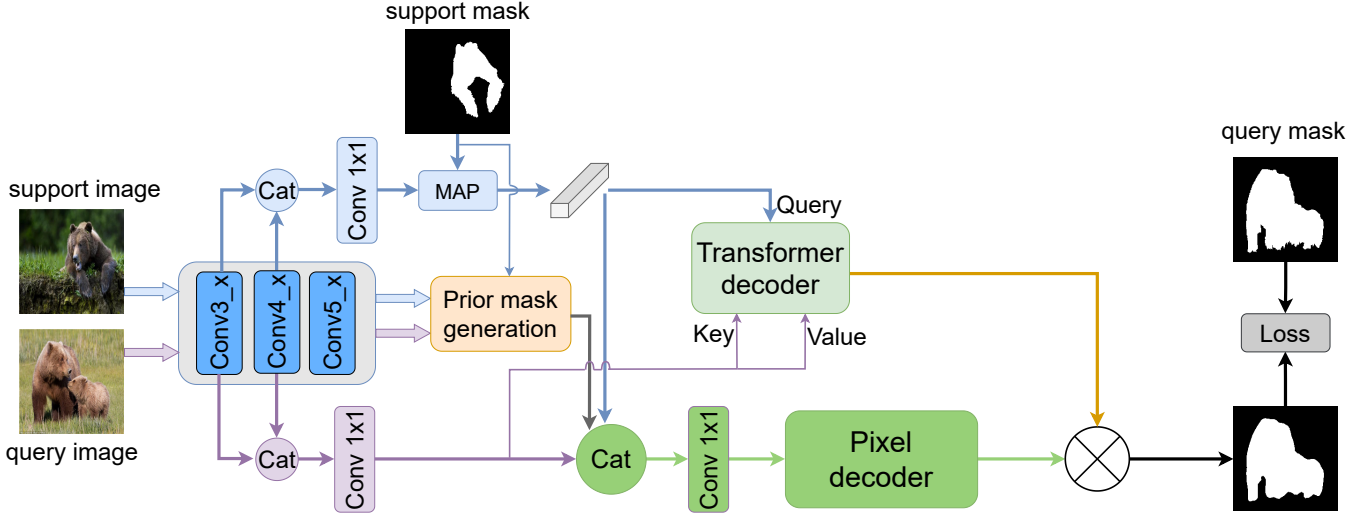 support mask
query mask
support image
Cat
Conv 1x1
MAP
Query
Transformer
decoder
Conv3_x
Conv4_x
Conv5_x
Prior mask
generation
Key
Value
Loss
query image
Cat
Conv 1x1
Cat
Conv 1x1
Pixel
decoder